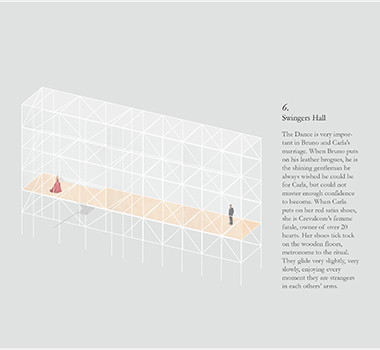 6.
Swingers Hall
The Dance is very impor-
tant in Bruno and Carla's
marriage. When Bruno puts
on his leather brogues, he is
the shining gentleman he
always wished he could be
for Carla, but could not
muster enough confidence
to become. When Carla
puts on her red satin shoes,
she is Crevalcore's femme
fatale, owner of over 20
hearts. Her shoes tick tock
on the wooden floors,
metronome to the ritual.
They glide very slightly, very
slowly, enjoying every
moment they are strangers
in each others' arms.